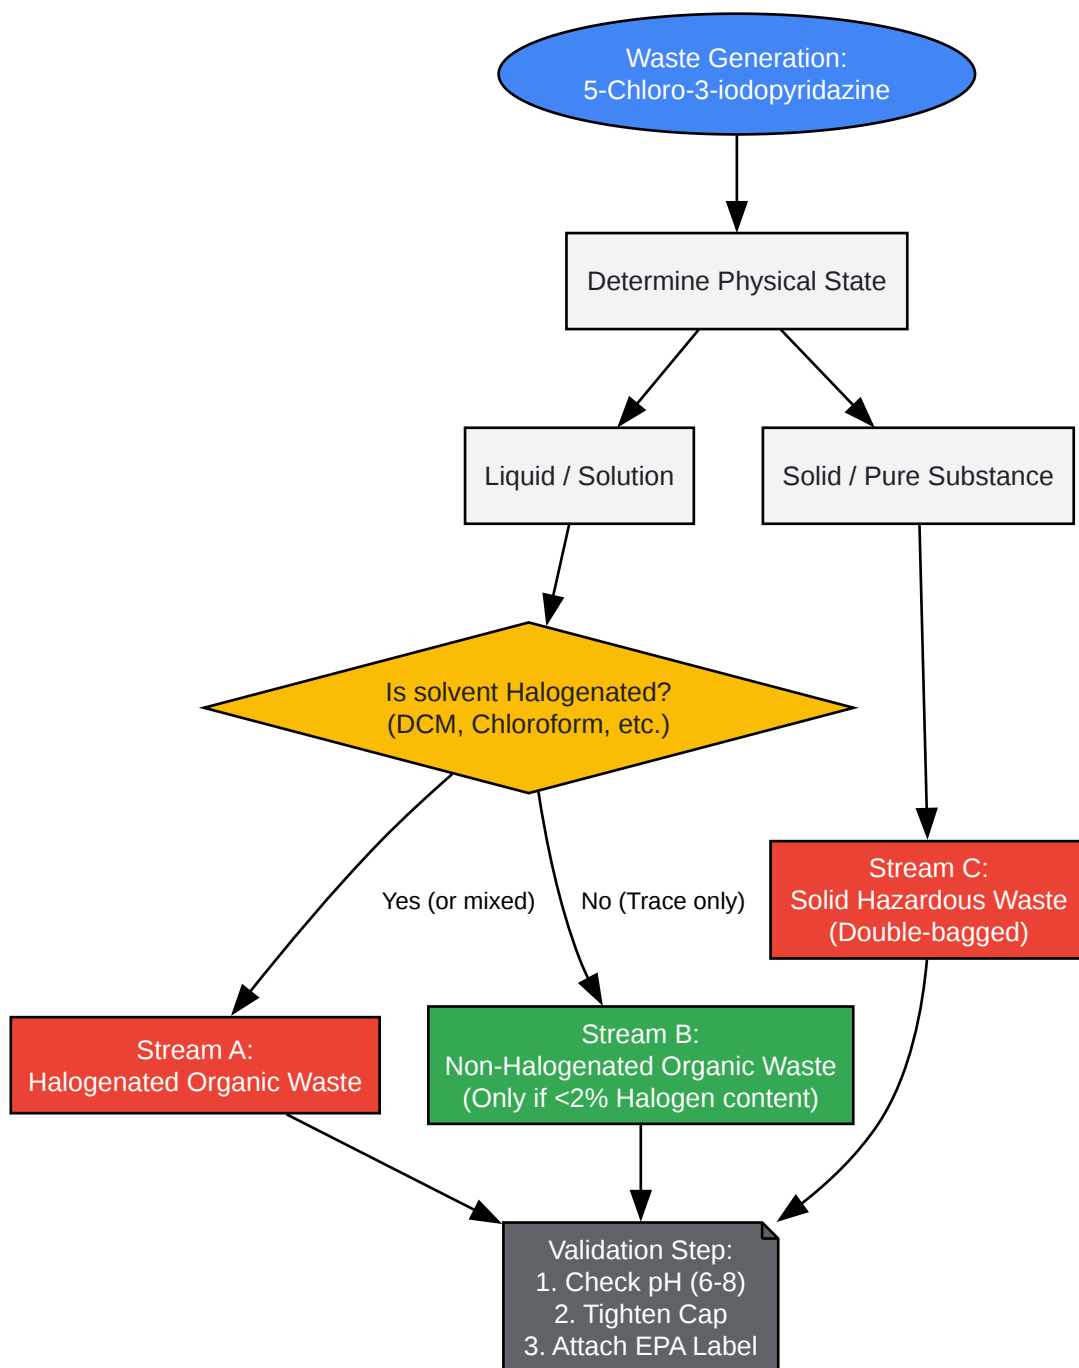 Waste Generation:
5-Chloro-3-iodopyridazine
Determine Physical State
Liquid / Solution
Solid / Pure Substance
Is solvent Halogenated?
(DCM, Chloroform, etc.)
Yes (or mixed)
No (Trace only)
Stream C:
Solid Hazardous Waste
(Double-bagged)
Stream A:
Halogenated Organic Waste
Stream B:
Non-Halogenated Organic Waste
(Only if <2% Halogen content)
Validation Step:
1. Check pH (6-8)
2. Tighten Cap
3. Attach EPA Label